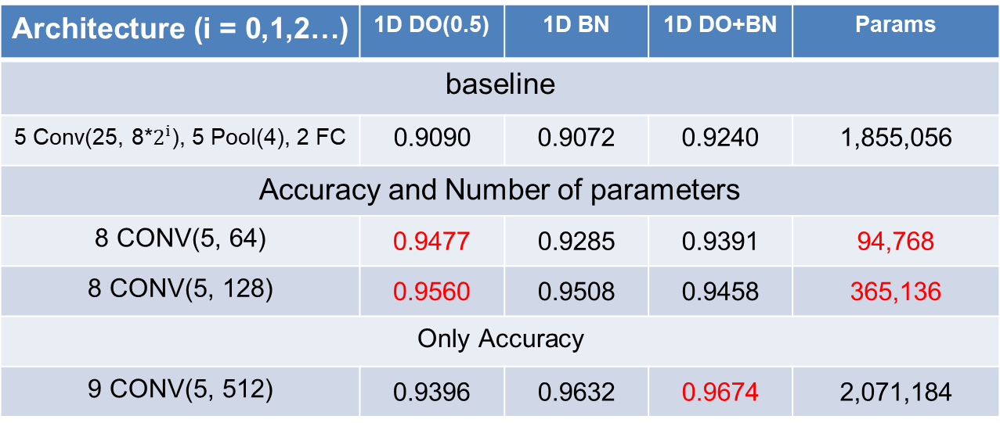 Architecture (i = 0,1,2…) 1D DO(0.5) 1D BN 1D DO+BN Params
baseline
5 Conv(25, 8*2ⁱ), 5 Pool(4), 2 FC 0.9090 0.9072 0.9240 1,855,056
Accuracy and Number of parameters
8 CONV(5, 64) 0.9477 0.9285 0.9391 94,768
8 CONV(5, 128) 0.9560 0.9508 0.9458 365,136
Only Accuracy
9 CONV(5, 512) 0.9396 0.9632 0.9674 2,071,184